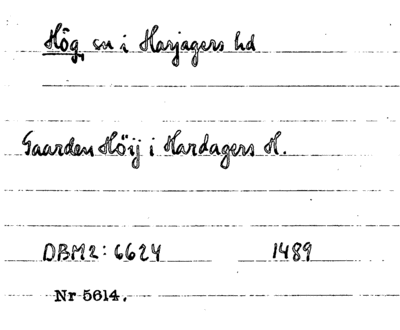 Hög, sn i Harjagers hd
Gaarden Höij i Hardagers H.
DBM2: 6624 1489
Nr 5614.